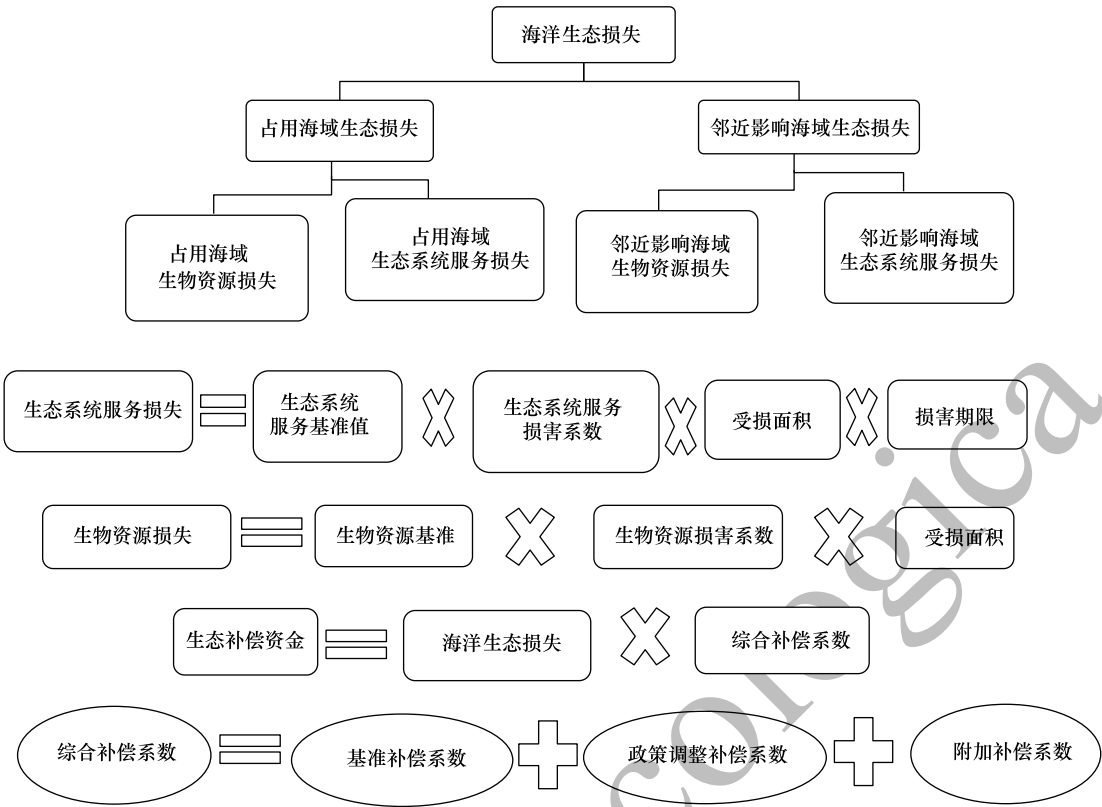 海洋生态损失
占用海域生态损失
邻近影响海域生态损失
占用海域
生物资源损失
占用海域
生态系统服务损失
邻近影响海域
生物资源损失
邻近影响海域
生态系统服务损失
生态系统服务损失
生态系统
服务基准值
生态系统服务
损害系数
受损面积
损害期限
生物资源损失
生物资源基准
生物资源损害系数
受损面积
生态补偿资金
海洋生态损失
综合补偿系数
综合补偿系数
基准补偿系数
政策调整补偿系数
附加补偿系数
cologica